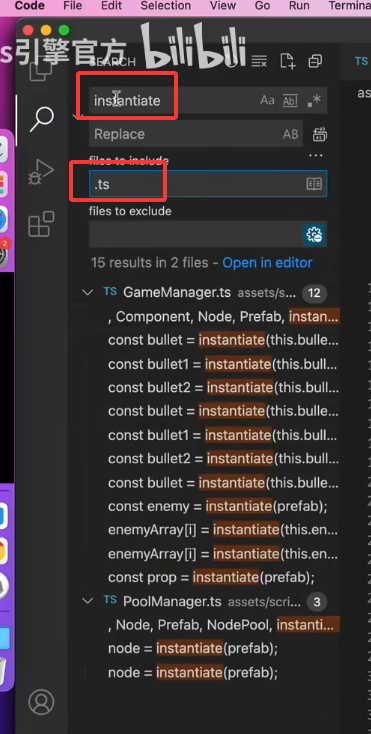 Code File Edit Selection View Go Run Termina
s引擎官方 bilibili
SEARCH
TS
instantiate
Aa Ab .*
as
Replace
AB
files to include
...
.ts
files to exclude
15 results in 2 files - Open in editor
TS GameManager.ts assets/s... 12
, Component, Node, Prefab, instan...
const bullet = instantiate(this.bulle...
const bullet1 = instantiate(this.bull...
const bullet2 = instantiate(this.bull...
const bullet = instantiate(this.bulle...
const bullet1 = instantiate(this.bull...
const bullet2 = instantiate(this.bull...
const bullet = instantiate(this.bulle...
const enemy = instantiate(prefab);
enemyArray[i] = instantiate(this.en...
enemyArray[i] = instantiate(this.en...
const prop = instantiate(prefab);
TS PoolManager.ts assets/scri... 3
, Node, Prefab, NodePool, instanti...
node = instantiate(prefab);
node = instantiate(prefab);